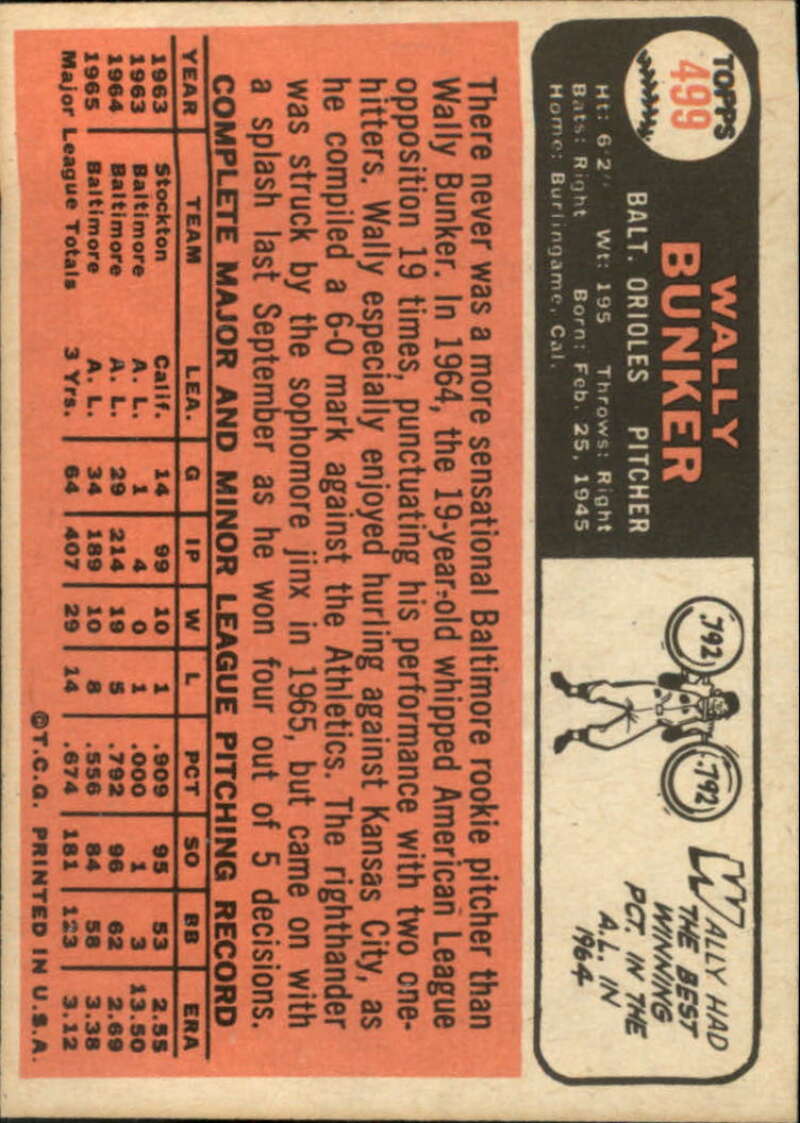 TOPPS
499
WALLY
BUNKER
BALT. ORIOLES PITCHER
Ht: 6'2" Wt: 195 Throws: Right
Bats: Right Born: Feb. 25, 1945
Home: Burlingame, Cal.
.792 .792
WALLY HAD
THE BEST
WINNING
PCT. IN THE
A.L. IN
1964
There never was a more sensational Baltimore rookie pitcher than
Wally Bunker. In 1964, the 19-year-old whipped American League
opposition 19 times, punctuating his performance with two one-
hitters. Wally especially enjoyed hurling against Kansas City, as
he compiled a 6-0 mark against the Athletics. The righthander
was struck by the sophomore jinx in 1965, but came on with
a splash last September as he won four out of 5 decisions.
COMPLETE MAJOR AND MINOR LEAGUE PITCHING RECORD
YEAR TEAM LEA. G IP W L PCT SO BB ERA
1963 Stockton Calif. 14 99 10 1 .909 95 53 2.55
1963 Baltimore A. L. 1 4 0 1 .000 1 3 13.50
1964 Baltimore A. L. 29 214 19 5 .792 96 62 2.69
1965 Baltimore A. L. 34 189 10 8 .556 84 58 3.38
Major League Totals 3 Yrs. 64 407 29 14 .674 181 123 3.12
©T.C.G. PRINTED IN U.S.A.